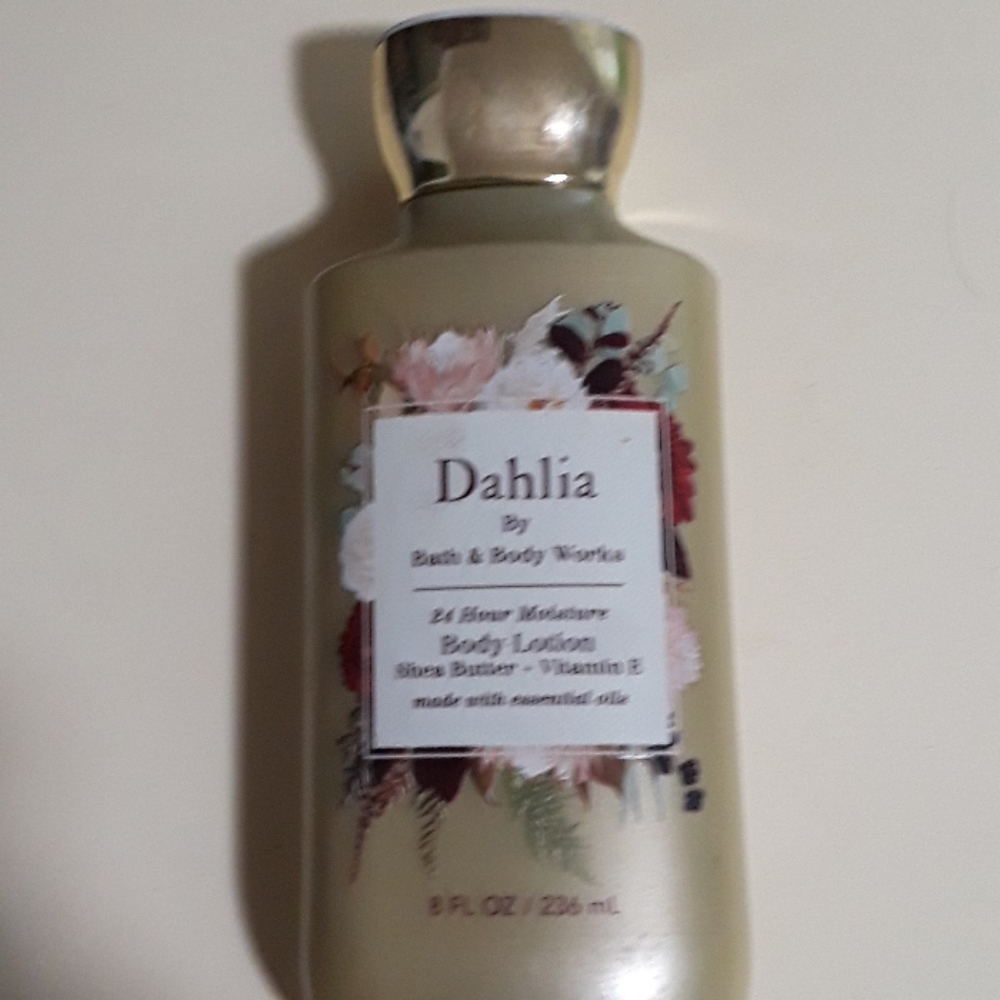 Dahlia
By
Bath & Body Works
24 Hour Moisture
Body Lotion
Shea Butter - Vitamin E
made with essential oils
8 FL OZ / 236 mL